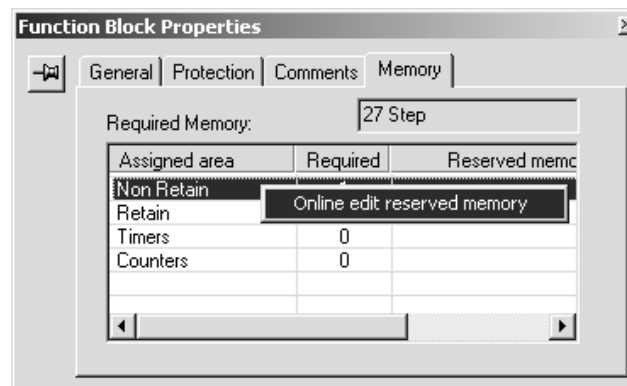 Function Block Properties
General Protection Comments Memory
Required Memory: 27 Step
Assigned area Required Reserved memo
Non Retain
Online edit reserved memory
Retain
Timers 0
Counters 0